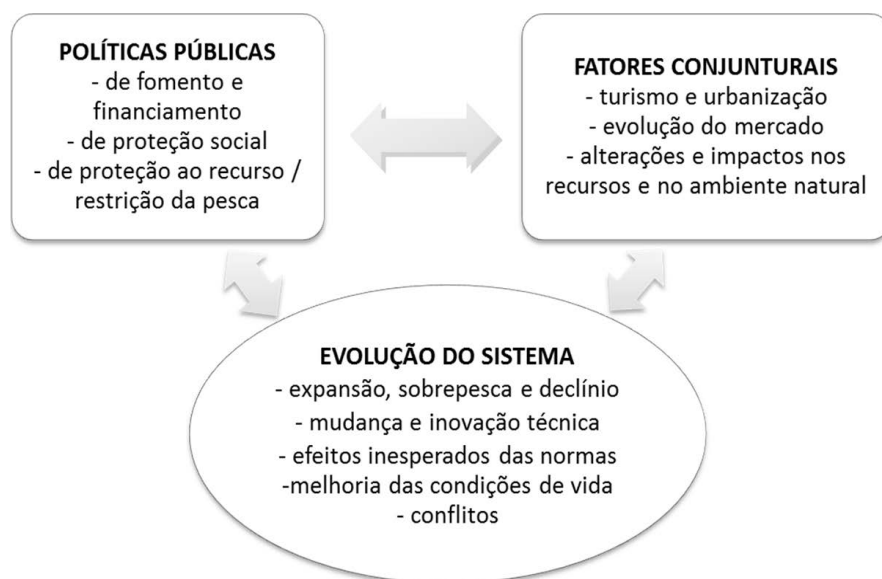 POLÍTICAS PÚBLICAS
- de fomento e
financiamento
- de proteção social
- de proteção ao recurso /
restrição da pesca
FATORES CONJUNTURAIS
- turismo e urbanização
- evolução do mercado
- alterações e impactos nos
recursos e no ambiente natural
EVOLUÇÃO DO SISTEMA
- expansão, sobrepesca e declínio
- mudança e inovação técnica
- efeitos inesperados das normas
-melhoria das condições de vida
- conflitos